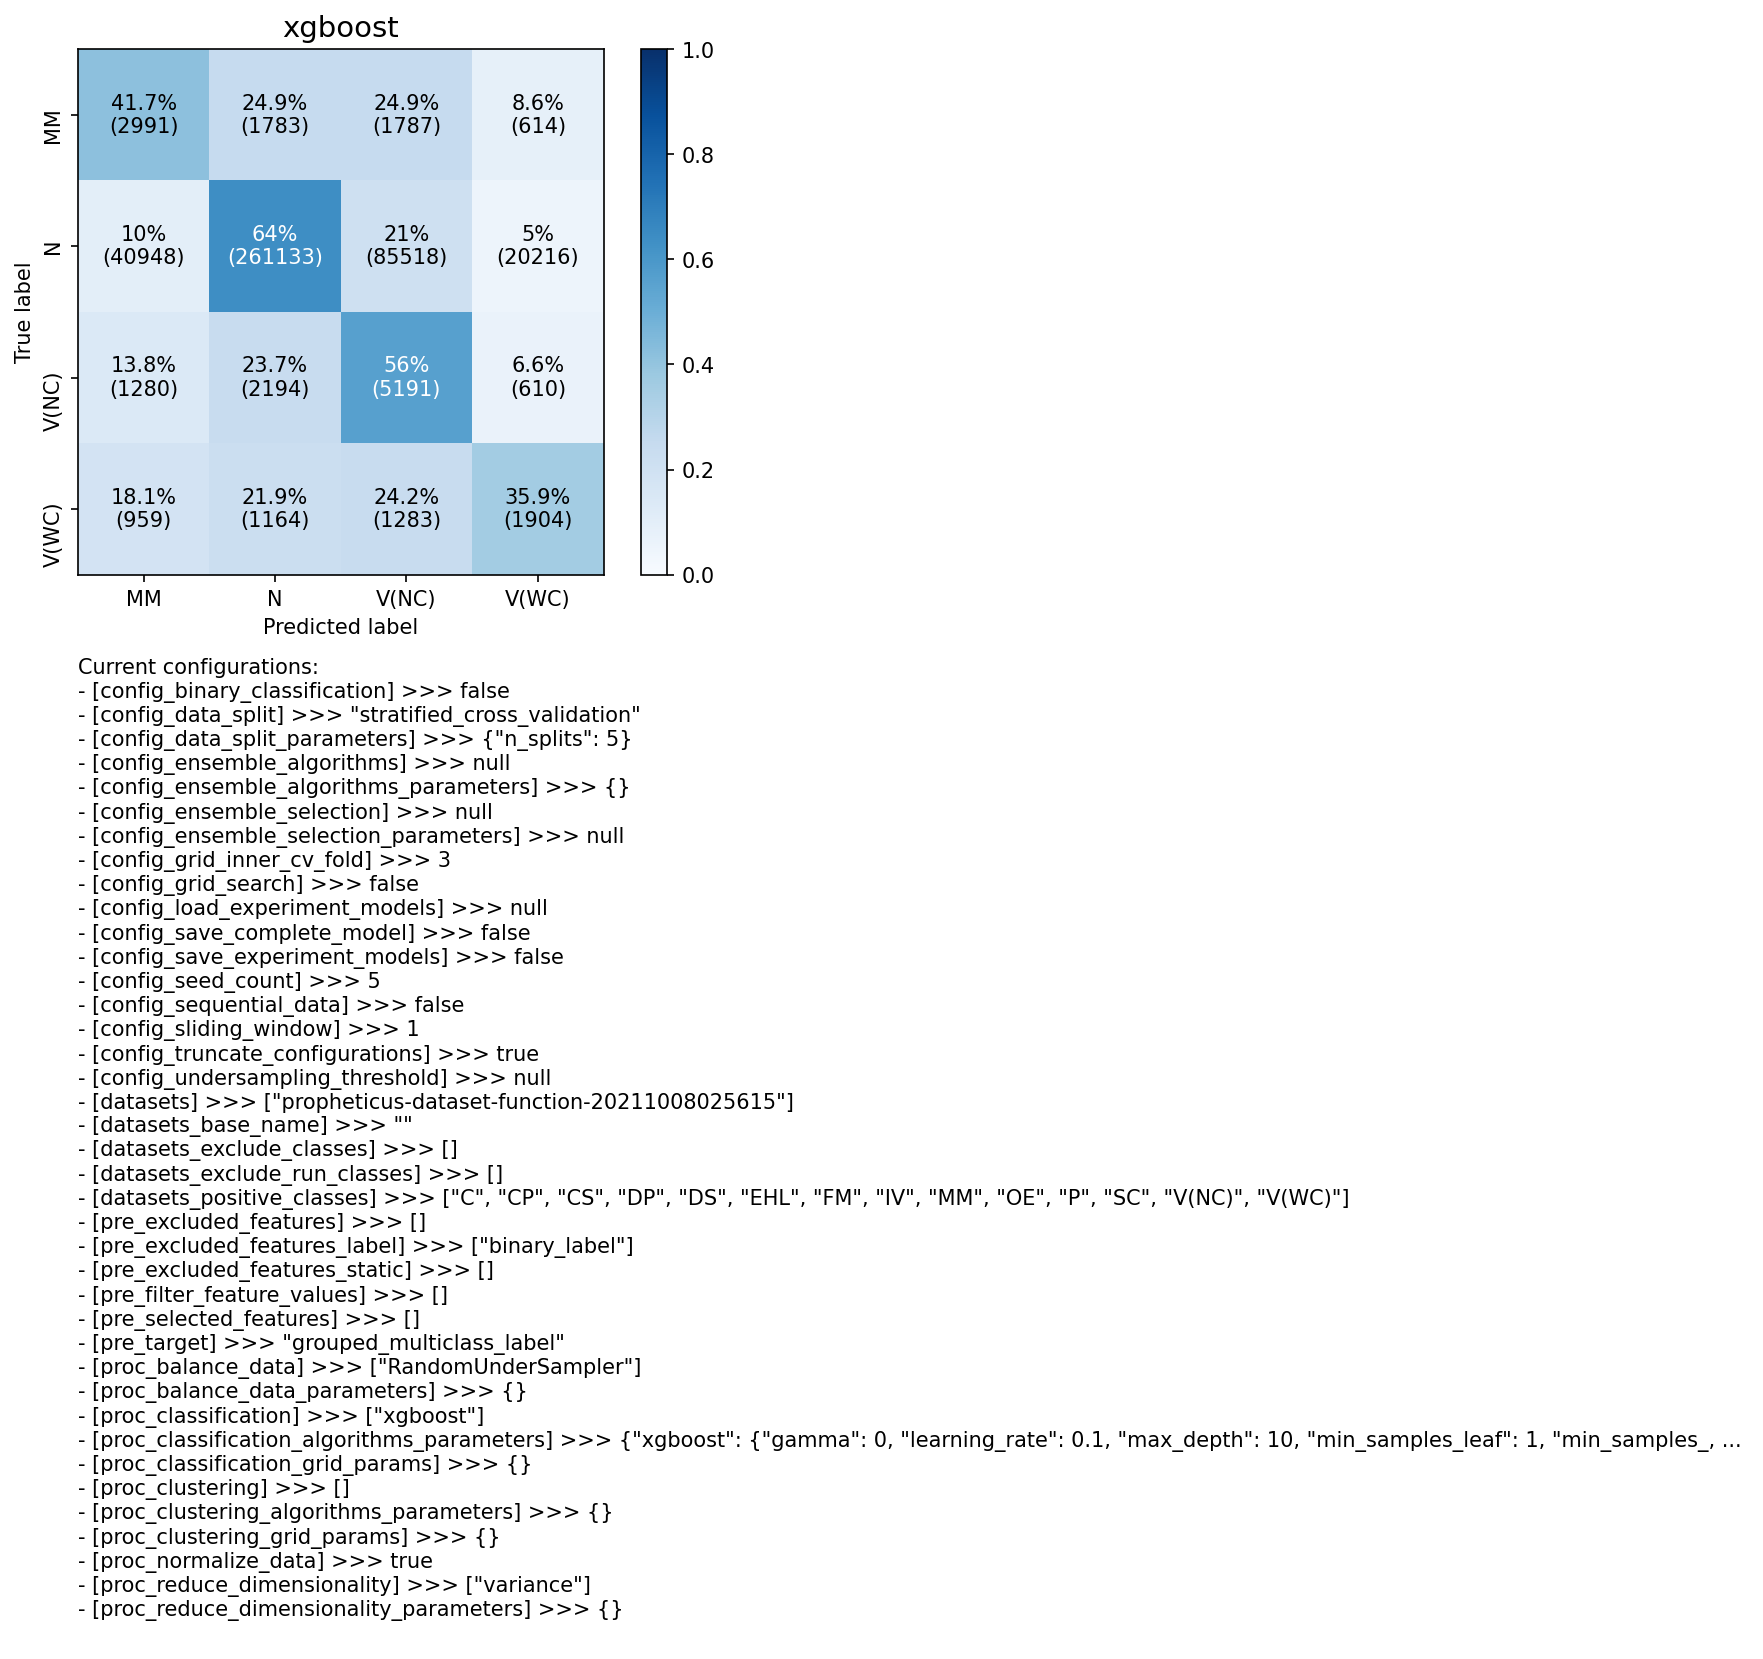 xgboost
41.7% 24.9% 24.9% 8.6%
(2991) (1783) (1787) (614)
10% 64% 21% 5%
(40948) (261133) (85518) (20216)
13.8% 23.7% 56% 6.6%
(1280) (2194) (5191) (610)
18.1% 21.9% 24.2% 35.9%
(959) (1164) (1283) (1904)
True label
MM
N
V(NC)
V(WC)
MM N V(NC) V(WC)
Predicted label
1.0
0.8
0.6
0.4
0.2
0.0
Current configurations:
- [config_binary_classification] >>> false
- [config_data_split] >>> "stratified_cross_validation"
- [config_data_split_parameters] >>> {"n_splits": 5}
- [config_ensemble_algorithms] >>> null
- [config_ensemble_algorithms_parameters] >>> {}
- [config_ensemble_selection] >>> null
- [config_ensemble_selection_parameters] >>> null
- [config_grid_inner_cv_fold] >>> 3
- [config_grid_search] >>> false
- [config_load_experiment_models] >>> null
- [config_save_complete_model] >>> false
- [config_save_experiment_models] >>> false
- [config_seed_count] >>> 5
- [config_sequential_data] >>> false
- [config_sliding_window] >>> 1
- [config_truncate_configurations] >>> true
- [config_undersampling_threshold] >>> null
- [datasets] >>> ["propheticus-dataset-function-20211008025615"]
- [datasets_base_name] >>> ""
- [datasets_exclude_classes] >>> []
- [datasets_exclude_run_classes] >>> []
- [datasets_positive_classes] >>> ["C", "CP", "CS", "DP", "DS", "EHL", "FM", "IV", "MM", "OE", "P", "SC", "V(NC)", "V(WC)"]
- [pre_excluded_features] >>> []
- [pre_excluded_features_label] >>> ["binary_label"]
- [pre_excluded_features_static] >>> []
- [pre_filter_feature_values] >>> []
- [pre_selected_features] >>> []
- [pre_target] >>> "grouped_multiclass_label"
- [proc_balance_data] >>> ["RandomUnderSampler"]
- [proc_balance_data_parameters] >>> {}
- [proc_classification] >>> ["xgboost"]
- [proc_classification_algorithms_parameters] >>> {"xgboost": {"gamma": 0, "learning_rate": 0.1, "max_depth": 10, "min_samples_leaf": 1, "min_samples_, ...
- [proc_classification_grid_params] >>> {}
- [proc_clustering] >>> []
- [proc_clustering_algorithms_parameters] >>> {}
- [proc_clustering_grid_params] >>> {}
- [proc_normalize_data] >>> true
- [proc_reduce_dimensionality] >>> ["variance"]
- [proc_reduce_dimensionality_parameters] >>> {}